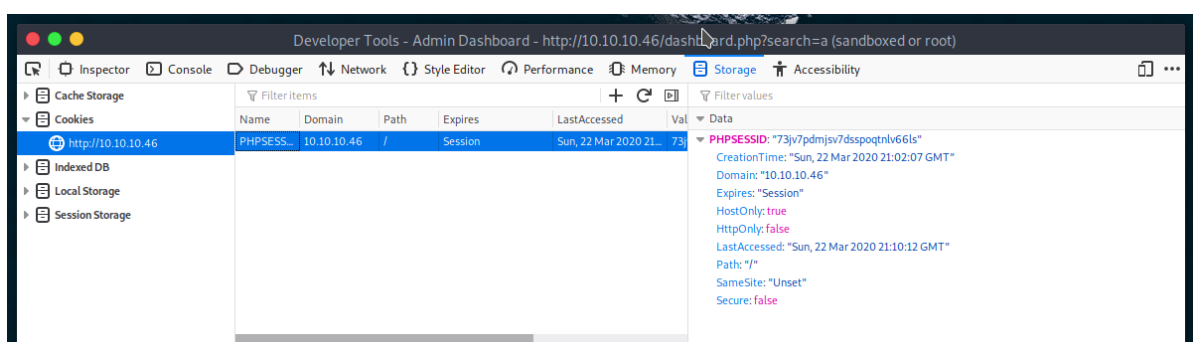 Developer Tools - Admin Dashboard - http://10.10.10.46/dashboard.php?search=a (sandboxed or root)
Inspector Console Debugger Network Style Editor Performance Memory Storage Accessibility
Cache Storage
Cookies
http://10.10.10.46
Indexed DB
Local Storage
Session Storage
Filter items
Name Domain Path Expires LastAccessed Val
PHPSESS... 10.10.10.46 / Session Sun, 22 Mar 2020 21... 73j
Filter values
Data
PHPSESSID: "73jv7pdmjsv7dsspoqtnlv66ls"
CreationTime: "Sun, 22 Mar 2020 21:02:07 GMT"
Domain: "10.10.10.46"
Expires: "Session"
HostOnly: true
HttpOnly: false
LastAccessed: "Sun, 22 Mar 2020 21:10:12 GMT"
Path: "/"
SameSite: "Unset"
Secure: false